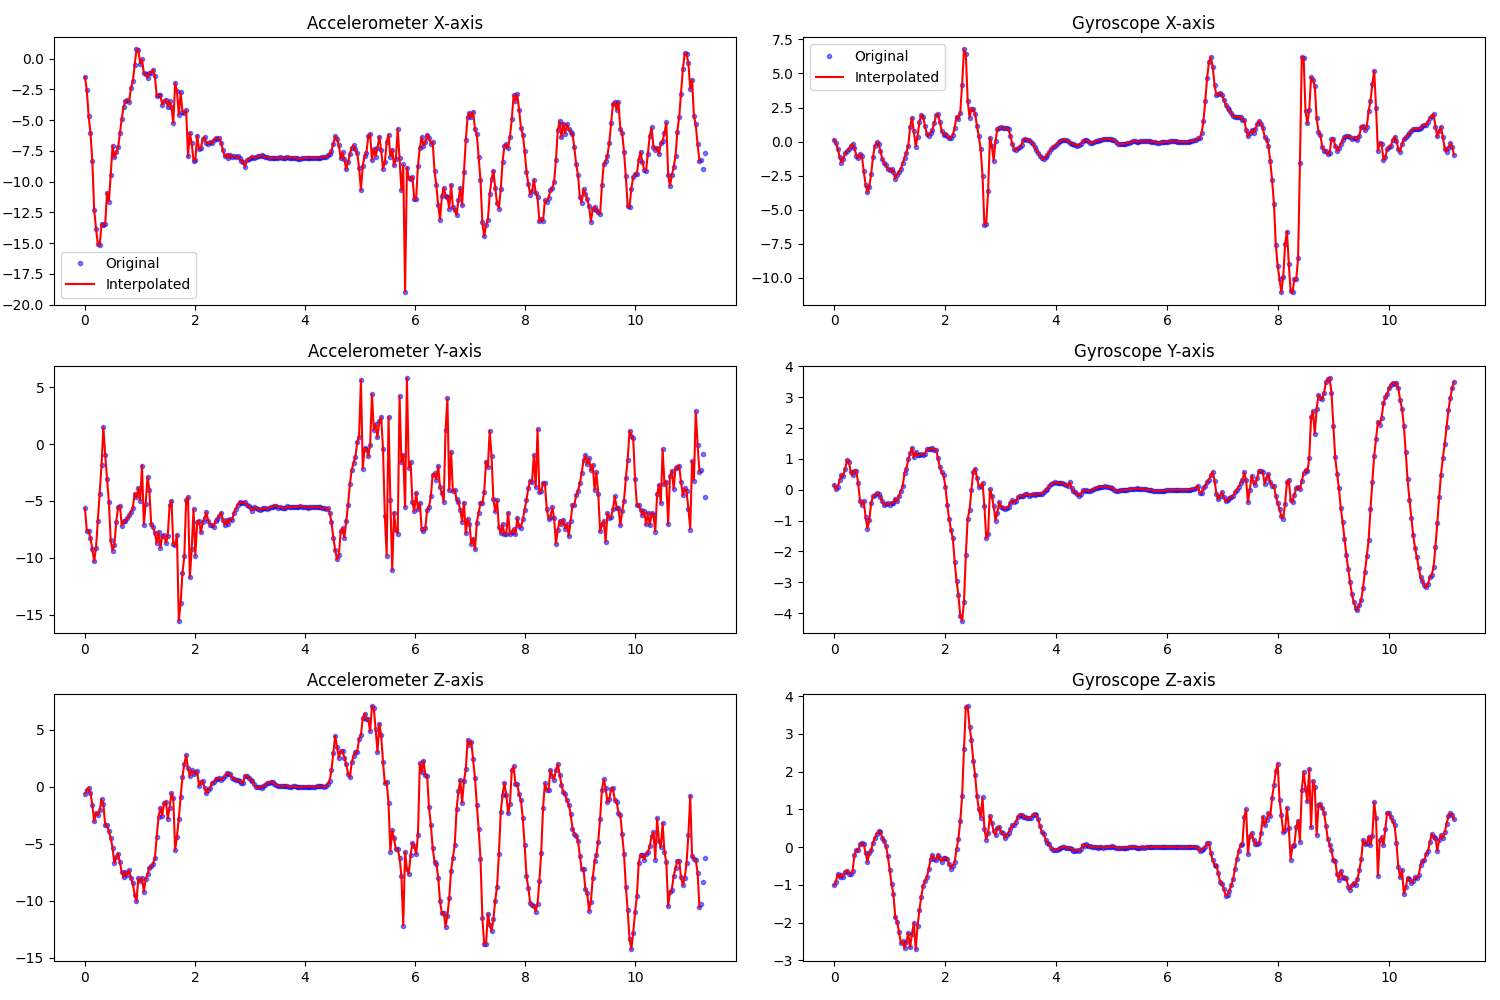 Accelerometer X-axis
0.0
−2.5
−5.0
−7.5
−10.0
−12.5
−15.0
−17.5
−20.0
Original
Interpolated
0 2 4 6 8 10
Gyroscope X-axis
7.5
5.0
2.5
0.0
−2.5
−5.0
−7.5
−10.0
Original
Interpolated
0 2 4 6 8 10
Accelerometer Y-axis
5
0
−5
−10
−15
0 2 4 6 8 10
Gyroscope Y-axis
4
3
2
1
0
−1
−2
−3
−4
0 2 4 6 8 10
Accelerometer Z-axis
5
0
−5
−10
−15
0 2 4 6 8 10
Gyroscope Z-axis
4
3
2
1
0
−1
−2
−3
0 2 4 6 8 10